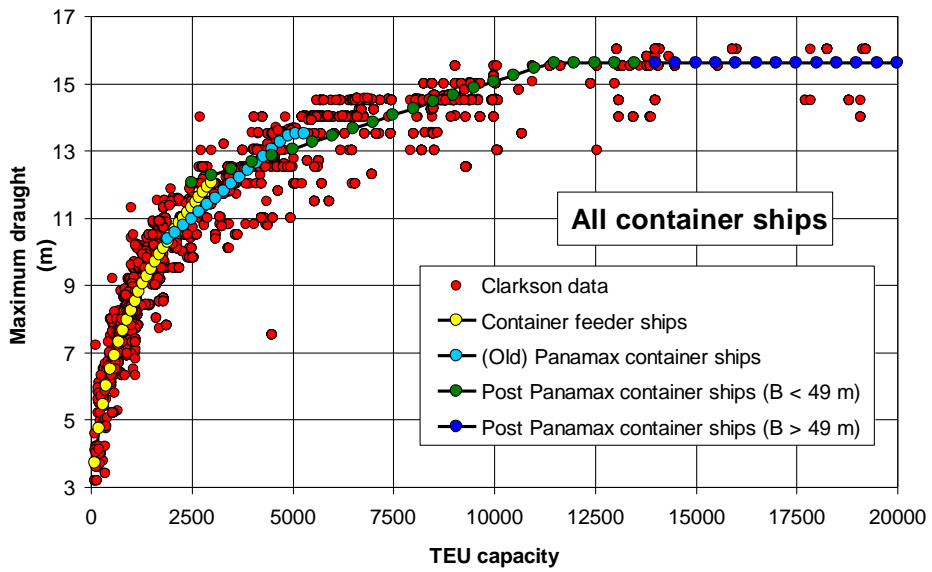 17
15
13
11
9
7
5
3
Maximum draught
(m)
All container ships
Clarkson data
Container feeder ships
(Old) Panamax container ships
Post Panamax container ships (B < 49 m)
Post Panamax container ships (B > 49 m)
0 2500 5000 7500 10000 12500 15000 17500 20000
TEU capacity